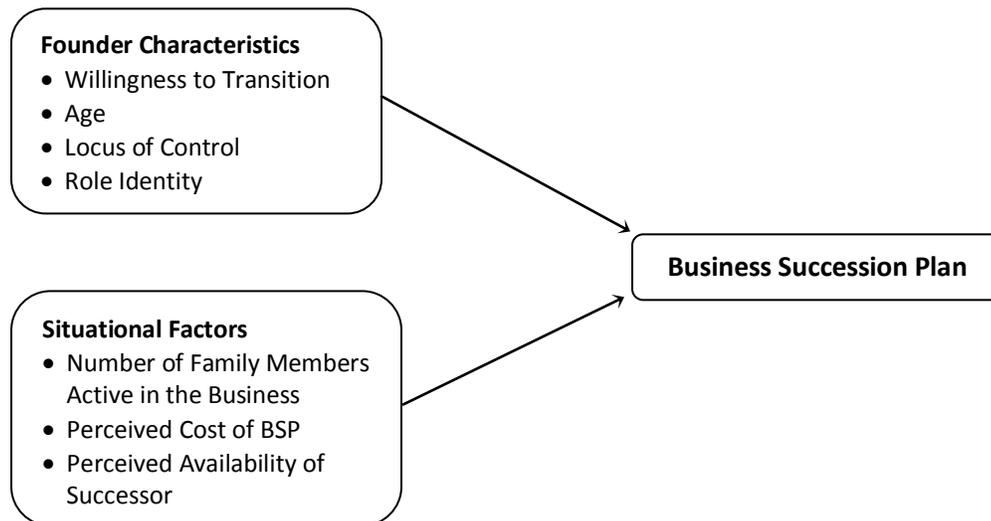 Founder Characteristics
• Willingness to Transition
• Age
• Locus of Control
• Role Identity
Business Succession Plan
Situational Factors
• Number of Family Members
Active in the Business
• Perceived Cost of BSP
• Perceived Availability of
Successor